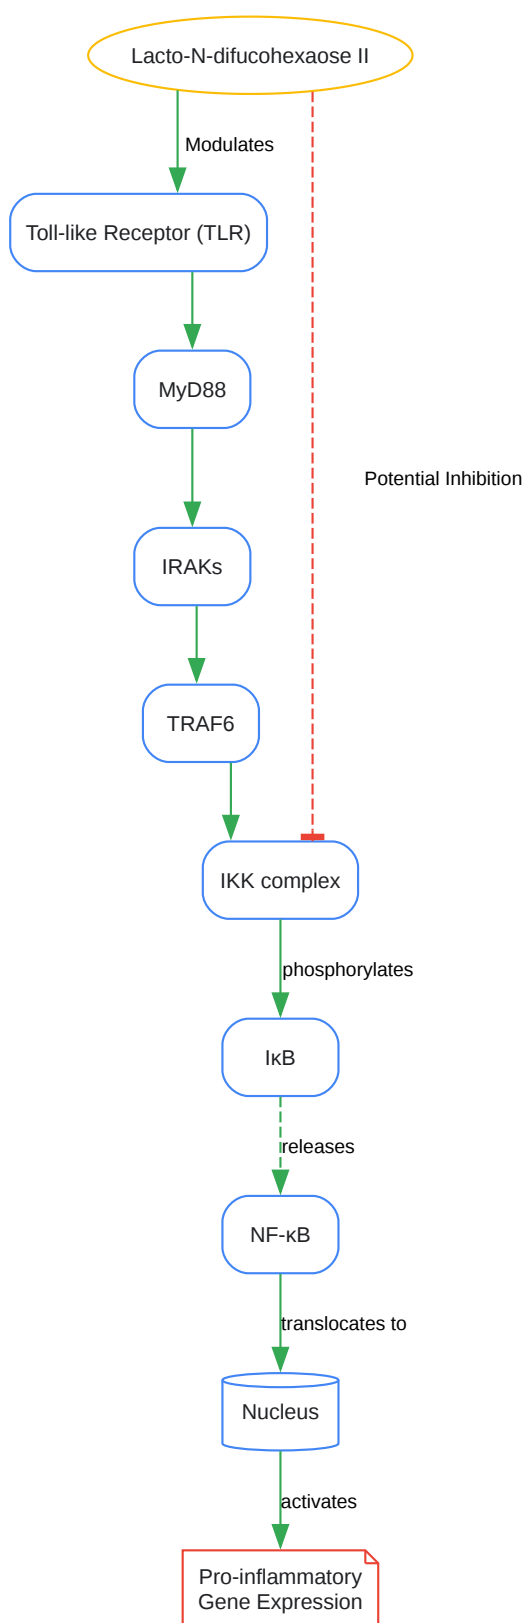 Lacto-N-difucohexaose II
Modulates
Toll-like Receptor (TLR)
MyD88
Potential Inhibition
IRAKs
TRAF6
IKK complex
phosphorylates
IκB
releases
NF-κB
translocates to
Nucleus
activates
Pro-inflammatory
Gene Expression